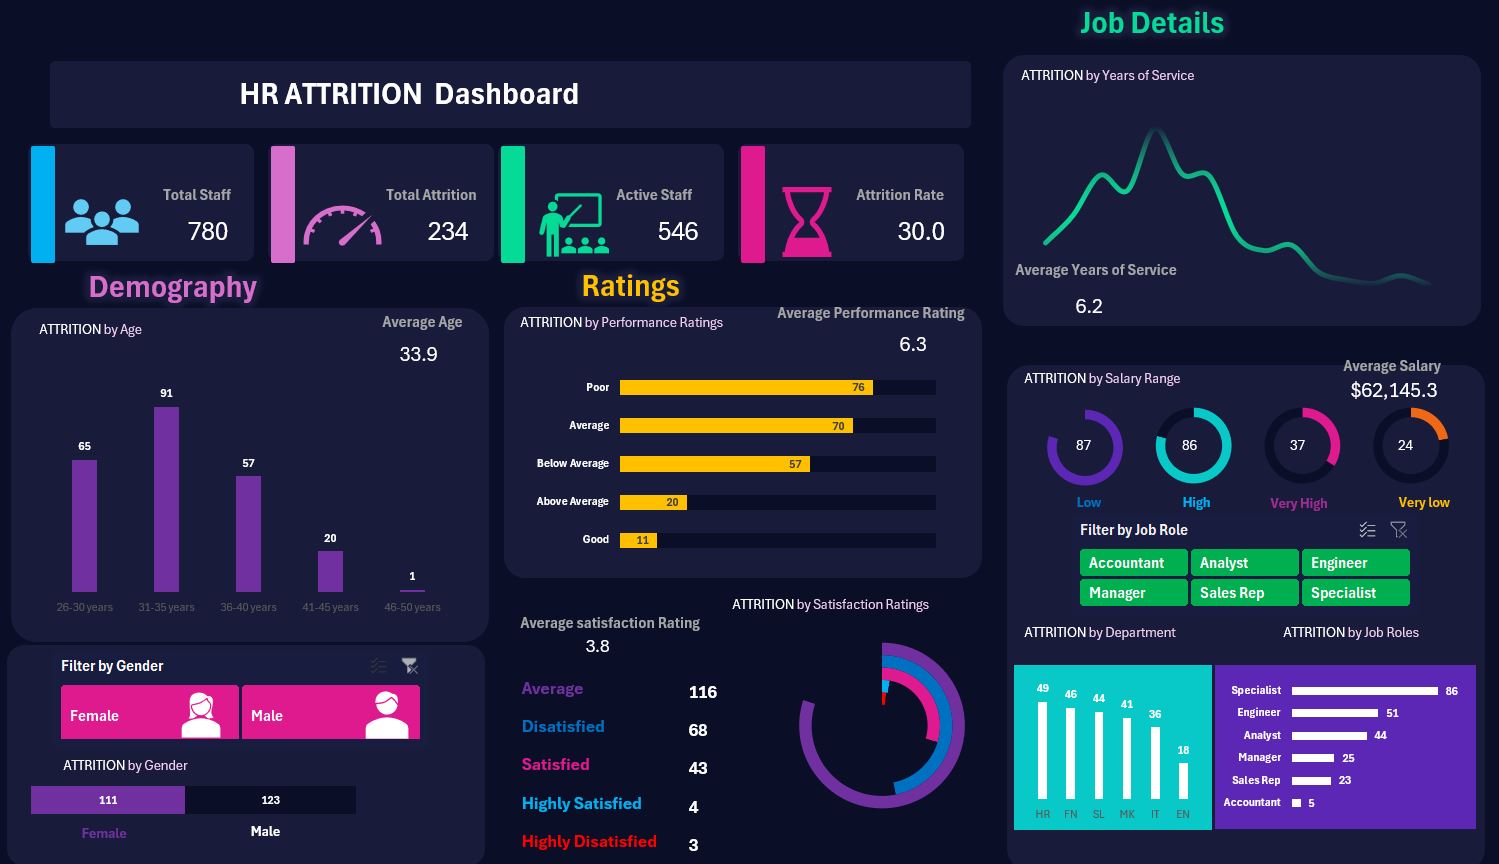 HR ATTRITION Dashboard
Total Staff
780
Total Attrition
234
Active Staff
546
Attrition Rate
30.0
Demography
ATTRITION by Age
Average Age
33.9
65
91
57
20
1
26-30 years
31-35 years
36-40 years
41-45 years
46-50 years
Filter by Gender
Female
Male
ATTRITION by Gender
111
123
Female
Male
Ratings
ATTRITION by Performance Ratings
Average Performance Rating
6.3
Poor 76
Average 70
Below Average 57
Above Average 20
Good 11
ATTRITION by Satisfaction Ratings
Average satisfaction Rating
3.8
Average 116
Disatisfied 68
Satisfied 43
Highly Satisfied 4
Highly Disatisfied 3
Job Details
ATTRITION by Years of Service
Average Years of Service
6.2
ATTRITION by Salary Range
Average Salary
$62,145.3
87
86
37
24
Low
High
Very High
Very low
Filter by Job Role
Accountant
Analyst
Engineer
Manager
Sales Rep
Specialist
ATTRITION by Department
49
46
44
41
36
18
HR
FN
SL
MK
IT
EN
ATTRITION by Job Roles
Specialist 86
Engineer 51
Analyst 44
Manager 25
Sales Rep 23
Accountant 5